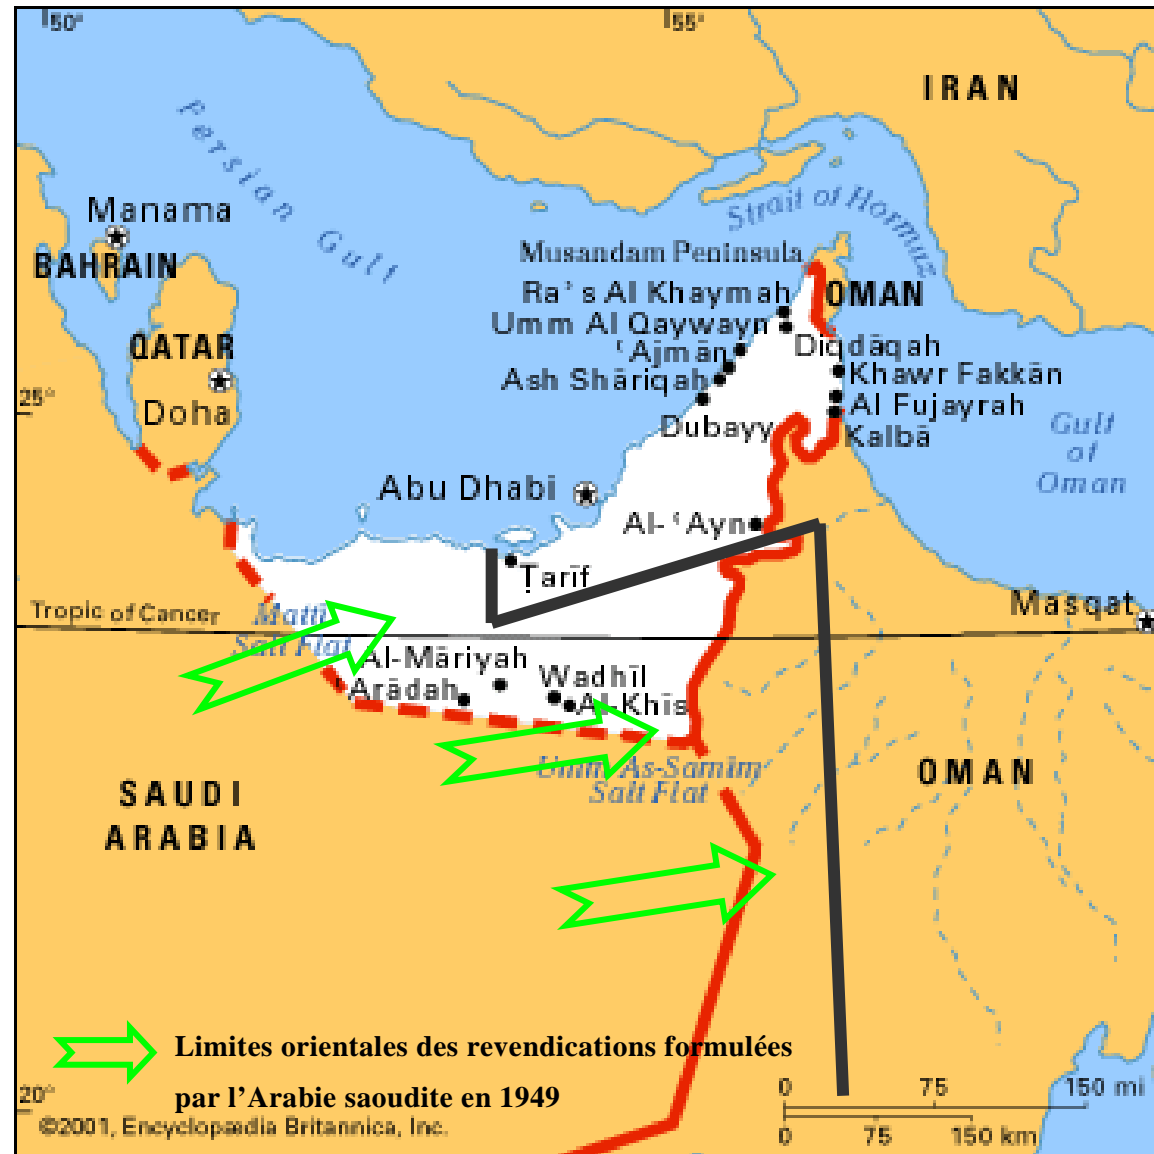 50°
55°
IRAN
Persian Gulf
Strait of Hormuz
Manama
BAHRAIN
Musandam Peninsula
Ra's Al Khaymah
OMAN
Umm Al Qaywayn
QATAR
Diqdāqah
'Ajmān
Khawr Fakkān
Ash Shāriqah
25°
Doha
Al Fujayrah
Dubayy
Kalbā
Gulf
of
Oman
Abu Dhabi
Al-'Ayn
Ṭarīf
Tropic of Cancer
Matti
Salt Flat
Masqat
Al-Māriyah
Wadhīl
'Arādah
Al-Khīs
Umm As-Samīm
Salt Flat
OMAN
SAUDI
ARABIA
Limites orientales des revendications formulées
par l'Arabie saoudite en 1949
0 75 150 mi
20°
©2001, Encyclopædia Britannica, Inc.
0 75 150 km